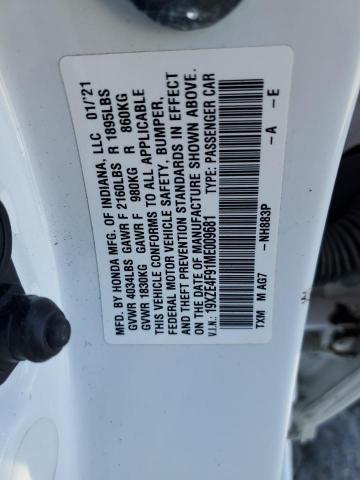 MFD. BY HONDA MFG. OF INDIANA, LLC 01/'21
GVWR 4034LBS GAWR F 2160LBS R 1895LBS
GVWR 1830KG GAWR F 980KG R 860KG
THIS VEHICLE CONFORMS TO ALL APPLICABLE
FEDERAL MOTOR VEHICLE SAFETY, BUMPER,
AND THEFT PREVENTION STANDARDS IN EFFECT
ON THE DATE OF MANUFACTURE SHOWN ABOVE.
19XZE4F91ME009681 TYPE: PASSENGER CAR
TXM M AG7 —NH883P —A —E